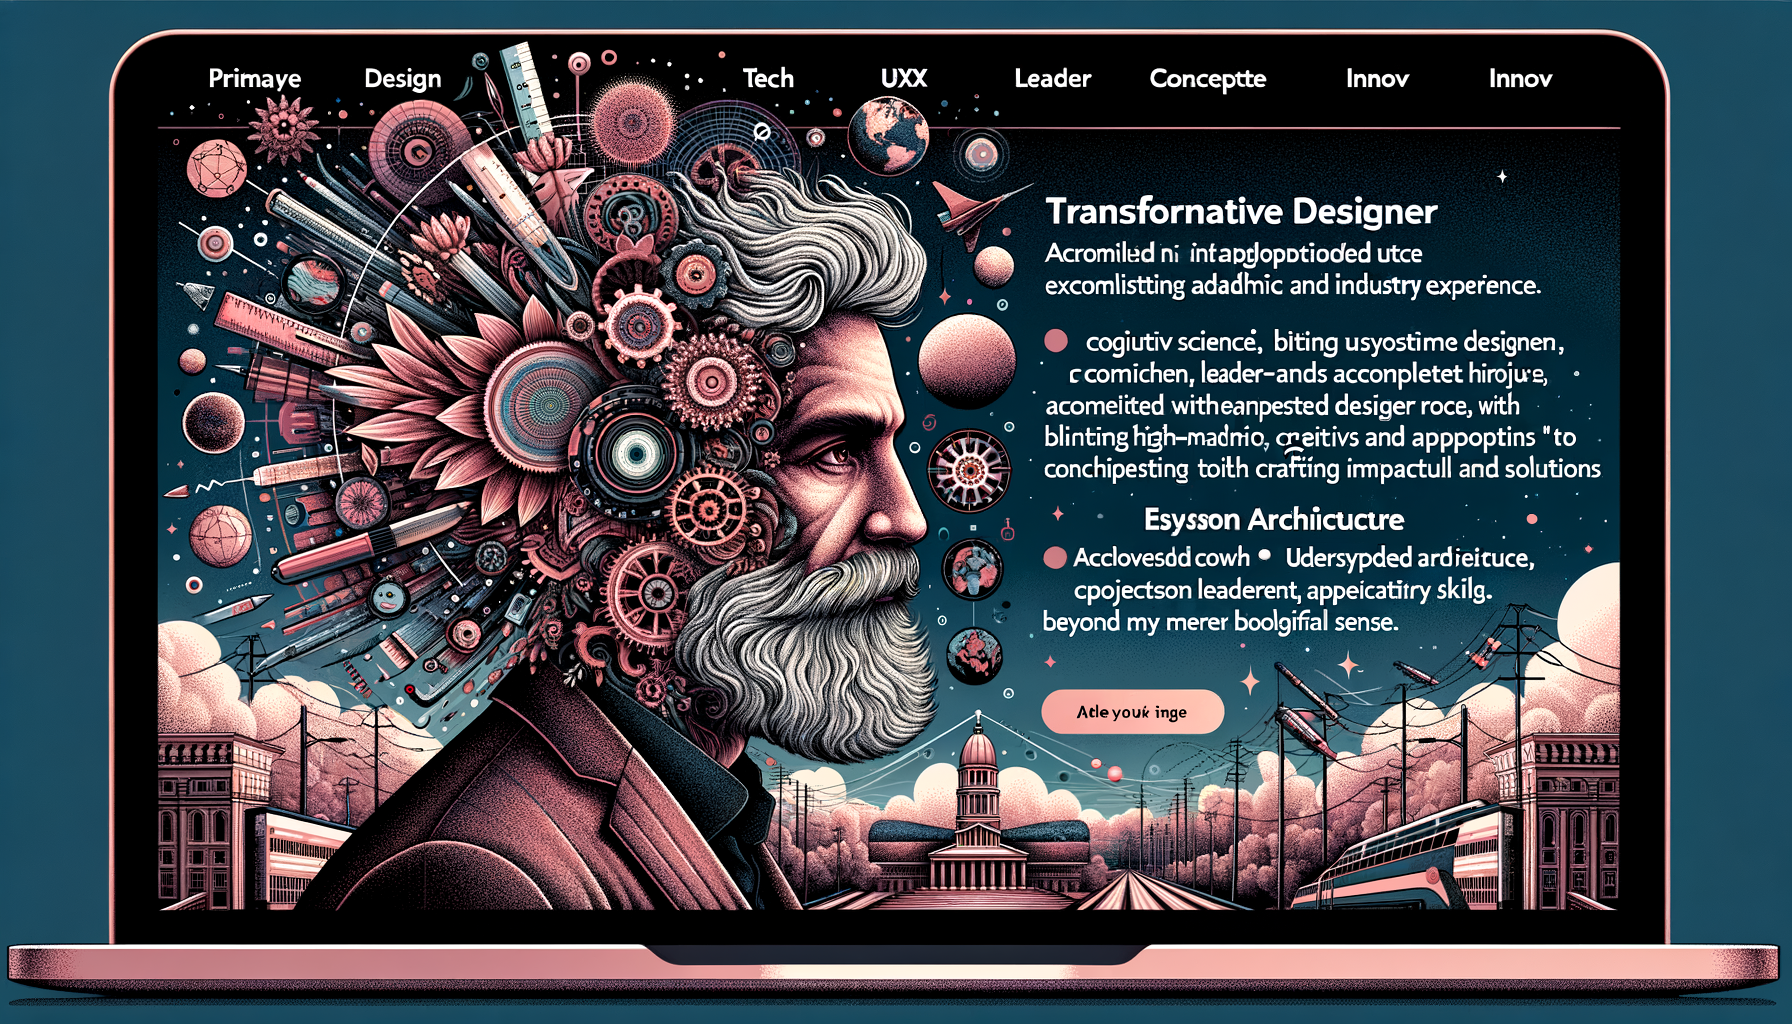 Primaye Design Tech UXX Leader Conceptte Innov Innov
Transfornative Designer
Acromiled ni intapglopptiooded utce
excomlistting adadmic and industry experience.
cogiutiv science, biting usyostime designen,
c comichen, leader-ands acconpletet hirojure,
acomeited witheanpested desiger roce, with
blinting high-madnio, creitivs and apppoptins "to
conchipesting toith crafting impactull and solutions
Esysson Archiicuctre
Acclovesdd cowh • Udersypded ardieituce,
cpojectson leaderent, appeicatiry skilg.
beyond my merer boolgifial sense.
Atle youk inge